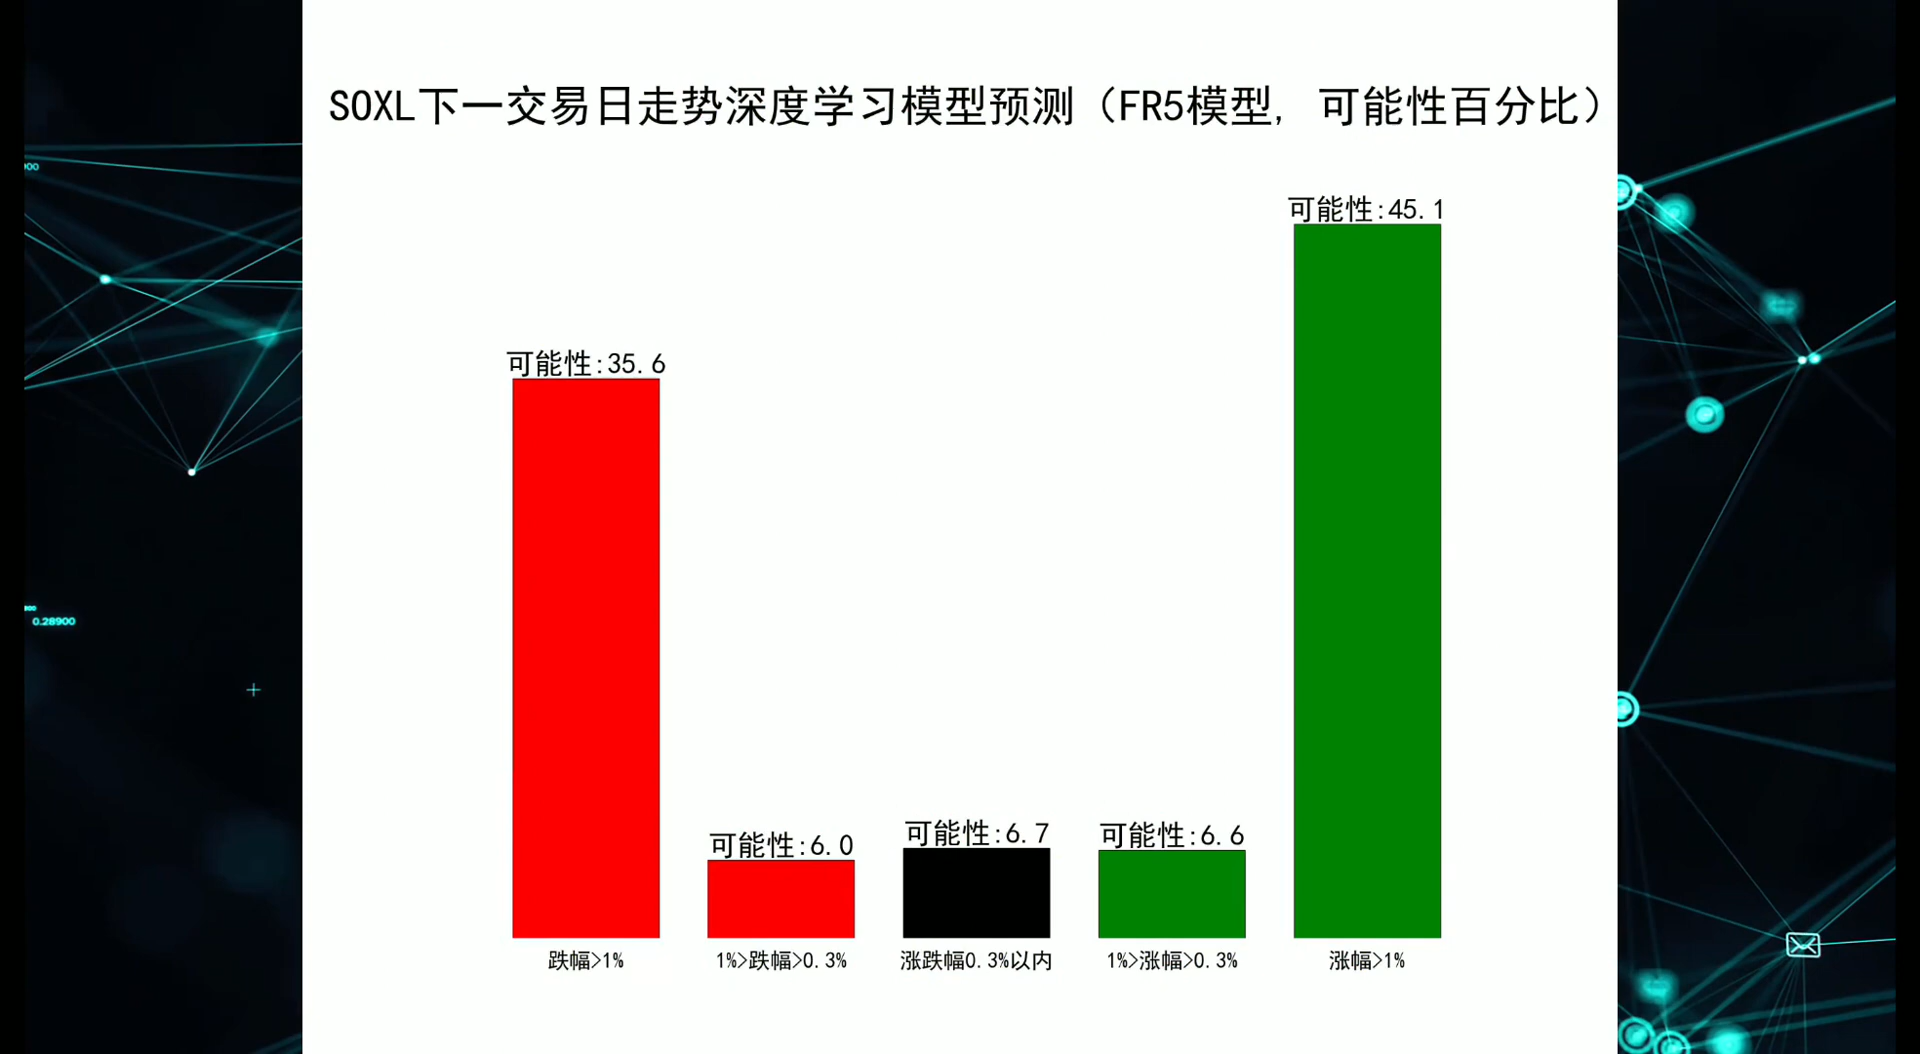 SOXL下一交易日走势深度学习模型预测（FR5模型, 可能性百分比）
可能性:45.1
可能性:35.6
可能性:6.0
可能性:6.7
可能性:6.6
跌幅>1%
1%>跌幅>0.3%
涨跌幅0.3%以内
1%>涨幅>0.3%
涨幅>1%
0.28900